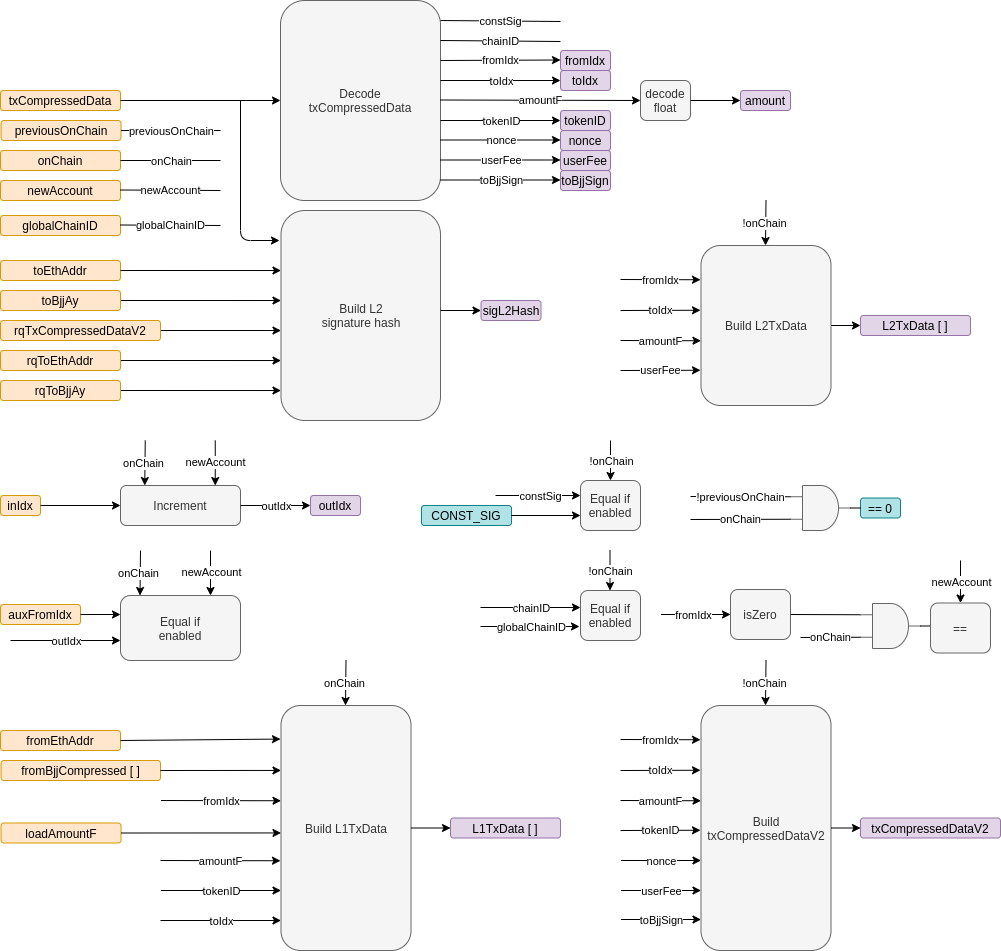 constSig
chainID
fromIdx
fromIdx
toIdx
toIdx
Decode
txCompressedData
txCompressedData
amountF
decode
float
amount
previousOnChain
previousOnChain
tokenID
tokenID
nonce
nonce
onChain
onChain
userFee
userFee
newAccount
newAccount
toBjjSign
toBjjSign
globalChainID
globalChainID
!onChain
toEthAddr
toBjjAy
rqTxCompressedDataV2
rqToEthAddr
rqToBjjAy
Build L2
signature hash
sigL2Hash
fromIdx
toIdx
amountF
userFee
Build L2TxData
L2TxData [ ]
onChain
newAccount
inIdx
Increment
outIdx
outIdx
!onChain
constSig
CONST_SIG
Equal if
enabled
!previousOnChain
onChain
== 0
onChain
newAccount
auxFromIdx
outIdx
Equal if
enabled
!onChain
chainID
globalChainID
Equal if
enabled
fromIdx
isZero
onChain
newAccount
==
onChain
fromEthAddr
fromBjjCompressed [ ]
fromIdx
loadAmountF
amountF
tokenID
toIdx
Build L1TxData
L1TxData [ ]
!onChain
fromIdx
toIdx
amountF
tokenID
nonce
userFee
toBjjSign
Build
txCompressedDataV2
txCompressedDataV2